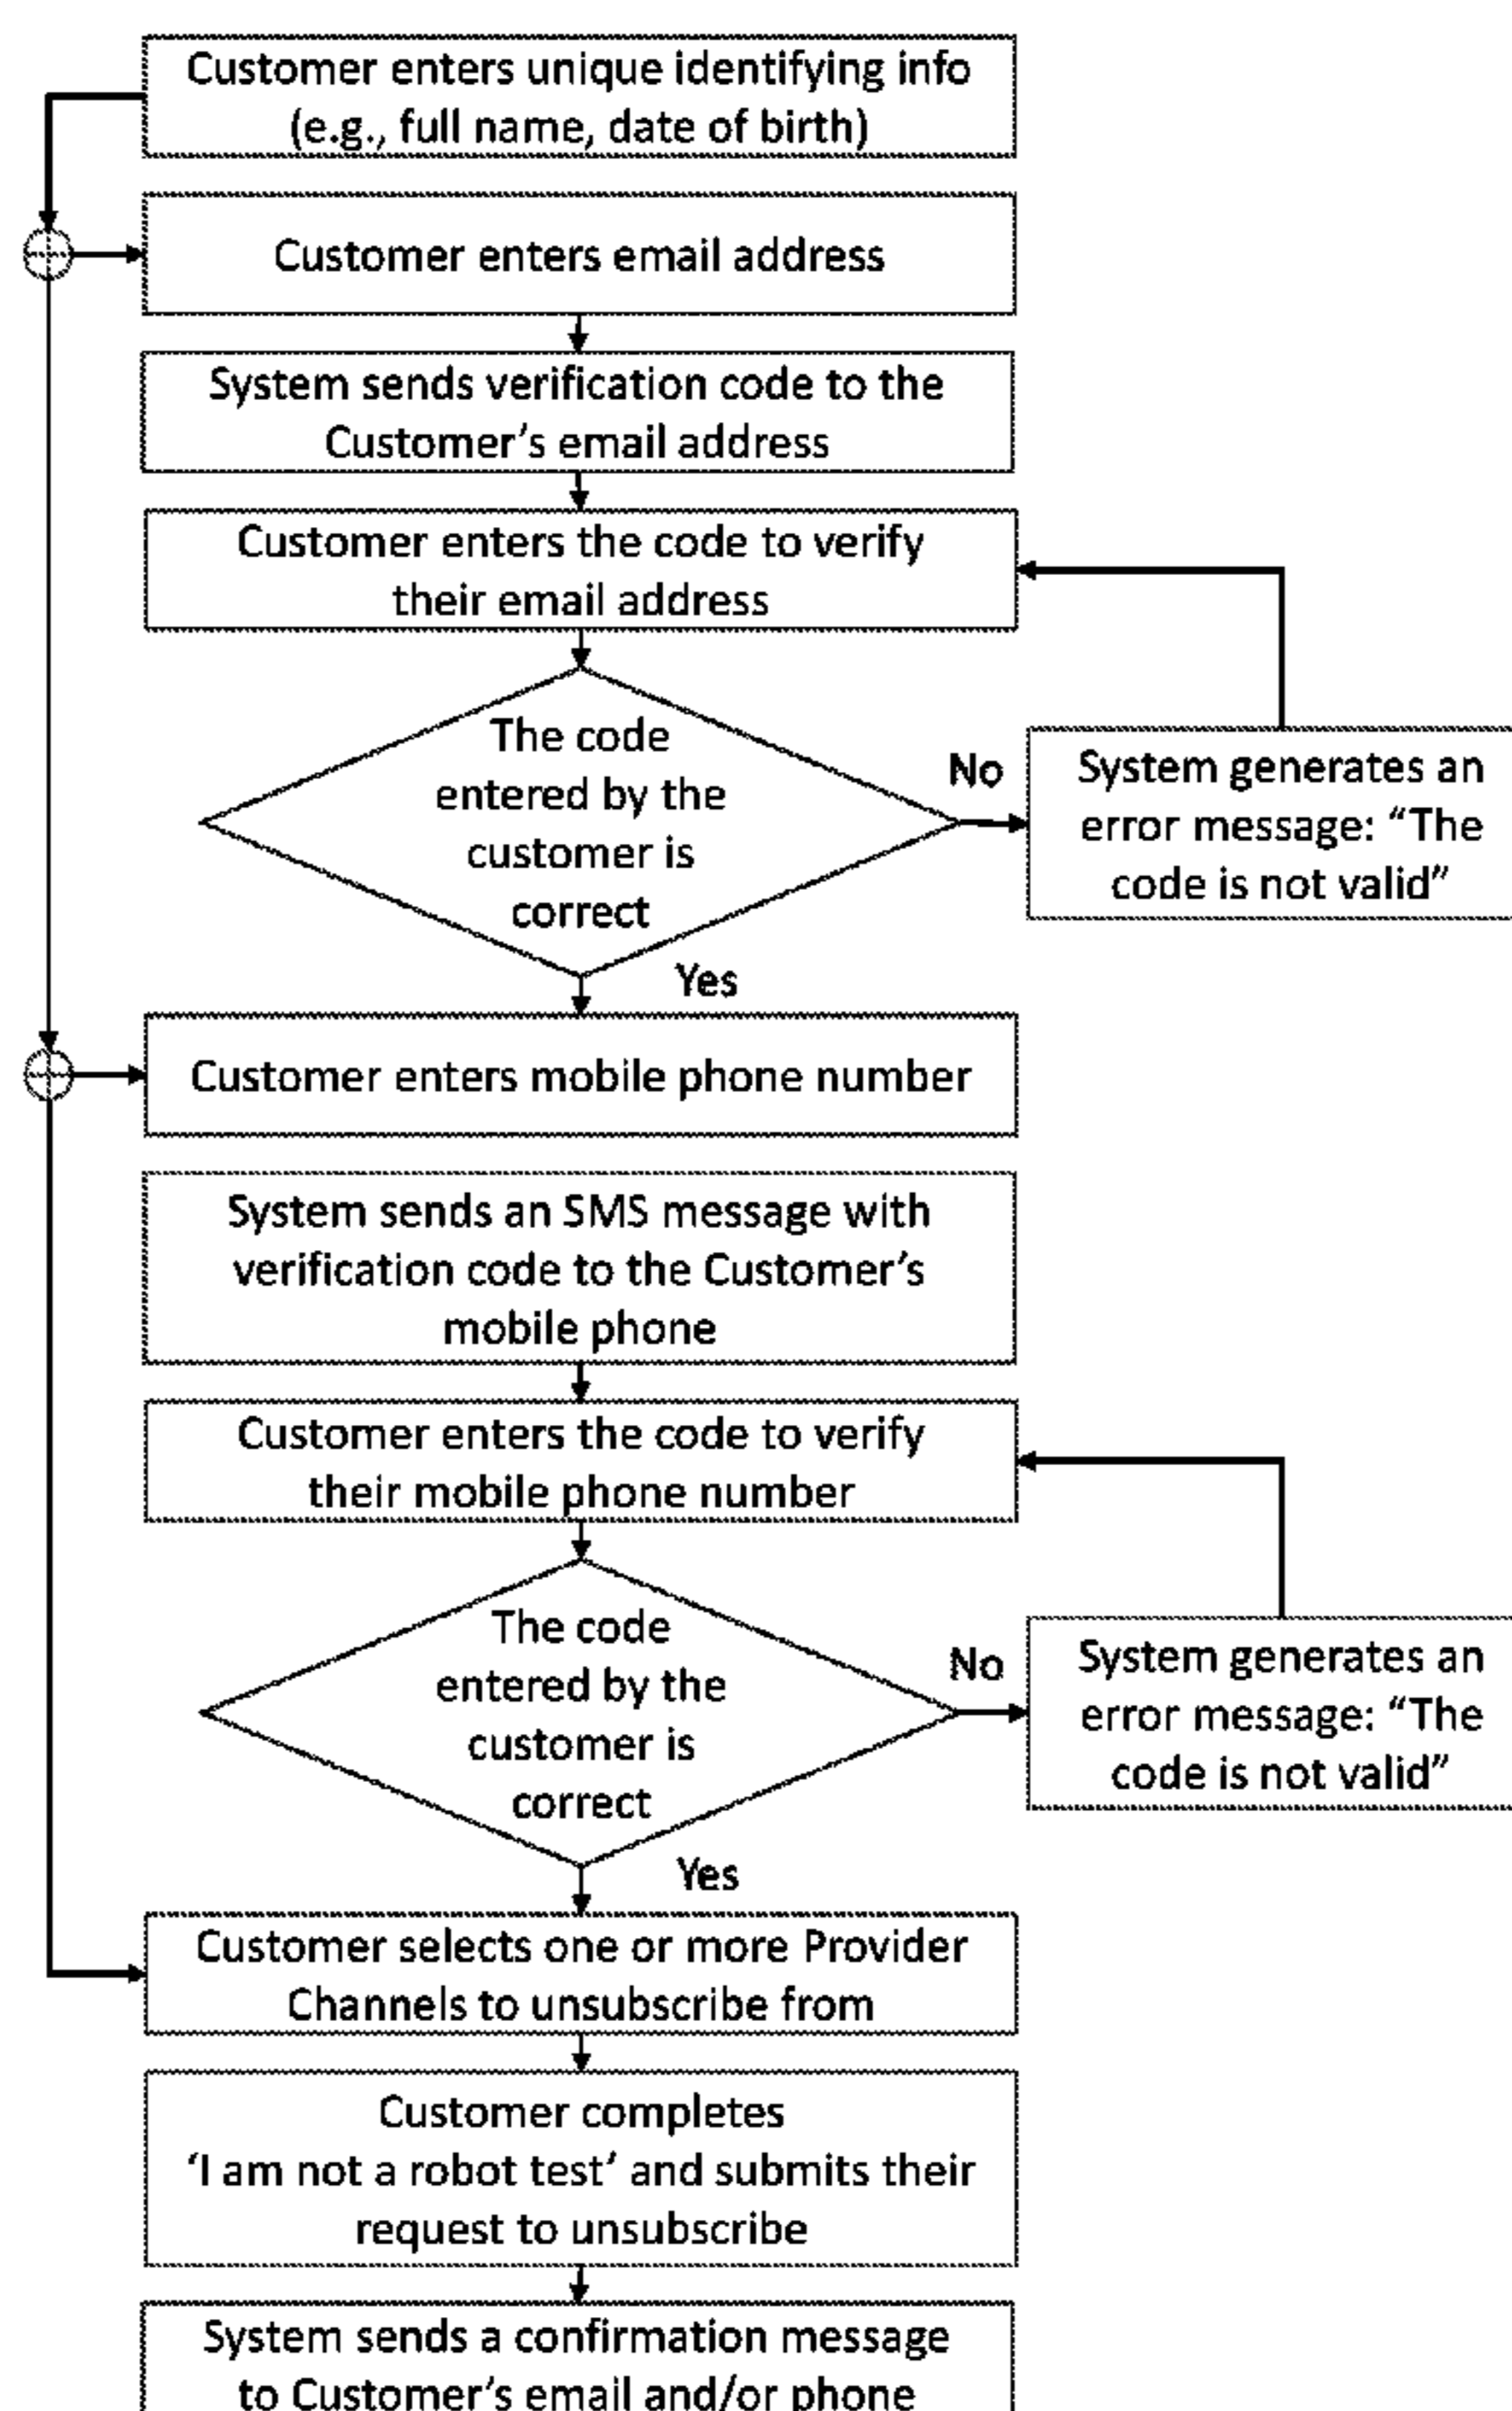 Customer enters unique identifying info
(e.g., full name, date of birth)
Customer enters email address
System sends verification code to the
Customer’s email address
Customer enters the code to verify
their email address
The code
entered by the
customer is
correct
No
System generates an
error message: “The
code is not valid”
Yes
Customer enters mobile phone number
System sends an SMS message with
verification code to the Customer’s
mobile phone
Customer enters the code to verify
their mobile phone number
The code
entered by the
customer is
correct
No
System generates an
error message: “The
code is not valid”
Yes
Customer selects one or more Provider
Channels to unsubscribe from
Customer completes
‘I am not a robot test’ and submits their
request to unsubscribe
System sends a confirmation message
to Customer’s email and/or phone